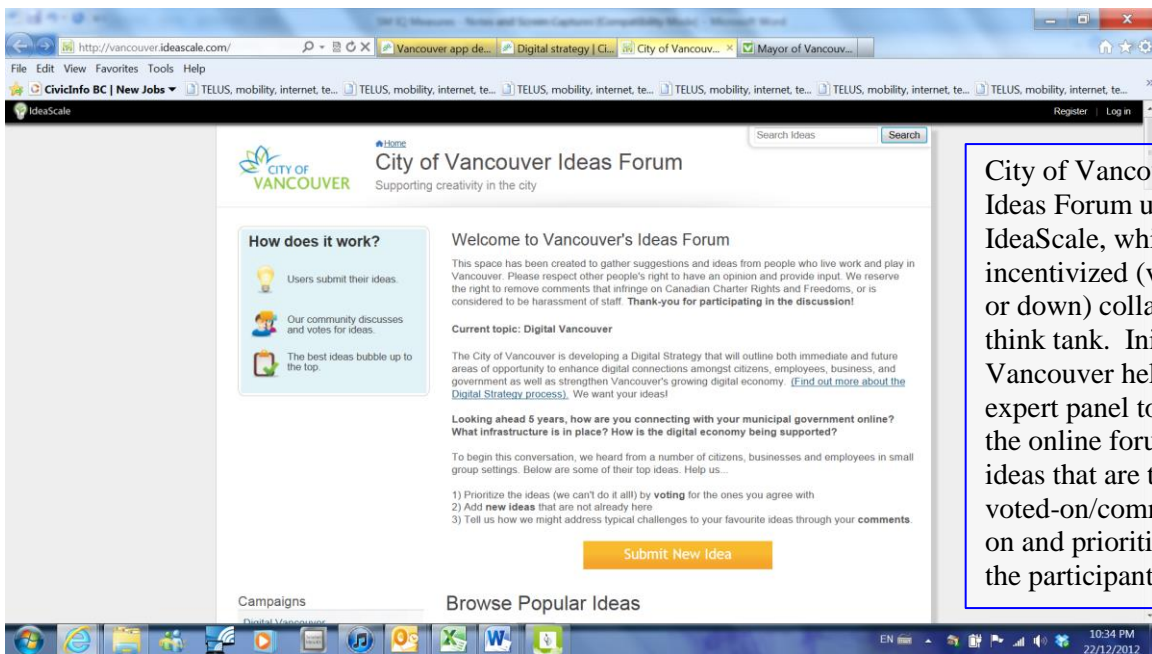 SM IQ Measures - Notes and Screen Captures [Compatibility Mode] - Microsoft Word
http://vancouver.ideascale.com/
Vancouver app de...
Digital strategy | Ci...
City of Vancouv...
Mayor of Vancouv...
File Edit View Favorites Tools Help
CivicInfo BC | New Jobs
TELUS, mobility, internet, te...
TELUS, mobility, internet, te...
TELUS, mobility, internet, te...
TELUS, mobility, internet, te...
TELUS, mobility, internet, te...
TELUS, mobility, internet, te...
IdeaScale
Register | Log in
Search Ideas
Search
CITY OF
VANCOUVER
Home
City of Vancouver Ideas Forum
Supporting creativity in the city
How does it work?
Users submit their ideas.
Our community discusses
and votes for ideas.
The best ideas bubble up to
the top.
Welcome to Vancouver's Ideas Forum
This space has been created to gather suggestions and ideas from people who live work and play in
Vancouver. Please respect other people's right to have an opinion and provide input. We reserve
the right to remove comments that infringe on Canadian Charter Rights and Freedoms, or is
considered to be harassment of staff. Thank-you for participating in the discussion!
Current topic: Digital Vancouver
The City of Vancouver is developing a Digital Strategy that will outline both immediate and future
areas of opportunity to enhance digital connections amongst citizens, employees, business, and
government as well as strengthen Vancouver's growing digital economy. (Find out more about the
Digital Strategy process). We want your ideas!
Looking ahead 5 years, how are you connecting with your municipal government online?
What infrastructure is in place? How is the digital economy being supported?
To begin this conversation, we heard from a number of citizens, businesses and employees in small
group settings. Below are some of their top ideas. Help us...
1) Prioritize the ideas (we can't do it all!) by voting for the ones you agree with
2) Add new ideas that are not already here
3) Tell us how we might address typical challenges to your favourite ideas through your comments.
Submit New Idea
Campaigns
Digital Vancouver
Browse Popular Ideas
City of Vanco
Ideas Forum u
IdeaScale, whi
incentivized (v
or down) colla
think tank. Ini
Vancouver hel
expert panel to
the online foru
ideas that are t
voted-on/comm
on and prioriti
the participant
EN
10:34 PM
22/12/2012